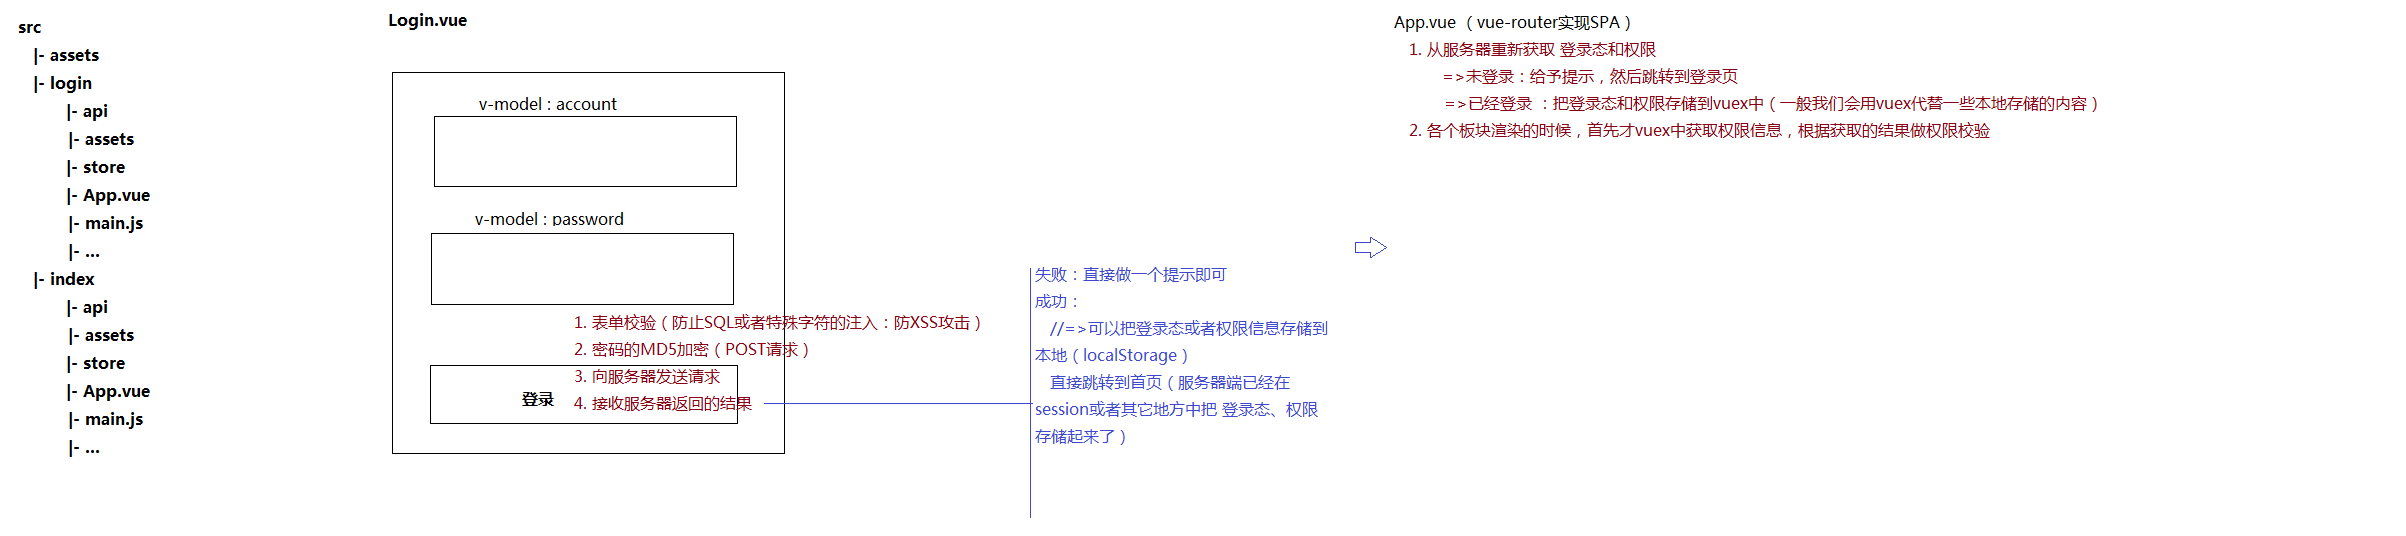 src
|- assets
|- login
|- api
|- assets
|- store
|- App.vue
|- main.js
|- ...
|- index
|- api
|- assets
|- store
|- App.vue
|- main.js
|- ...
Login.vue
v-model : account
v-model : password
登录
1. 表单校验（防止SQL或者特殊字符的注入：防XSS攻击）
2. 密码的MD5加密（POST请求）
3. 向服务器发送请求
4. 接收服务器返回的结果
失败：直接做一个提示即可
成功：
//=>可以把登录态或者权限信息存储到
本地（localStorage）
直接跳转到首页（服务器端已经在
session或者其它地方中把 登录态、权限
存储起来了）
App.vue （vue-router实现SPA）
1. 从服务器重新获取 登录态和权限
=>未登录：给予提示，然后跳转到登录页
=>已经登录 ：把登录态和权限存储到vuex中（一般我们会用vuex代替一些本地存储的内容）
2. 各个板块渲染的时候，首先才vuex中获取权限信息，根据获取的结果做权限校验